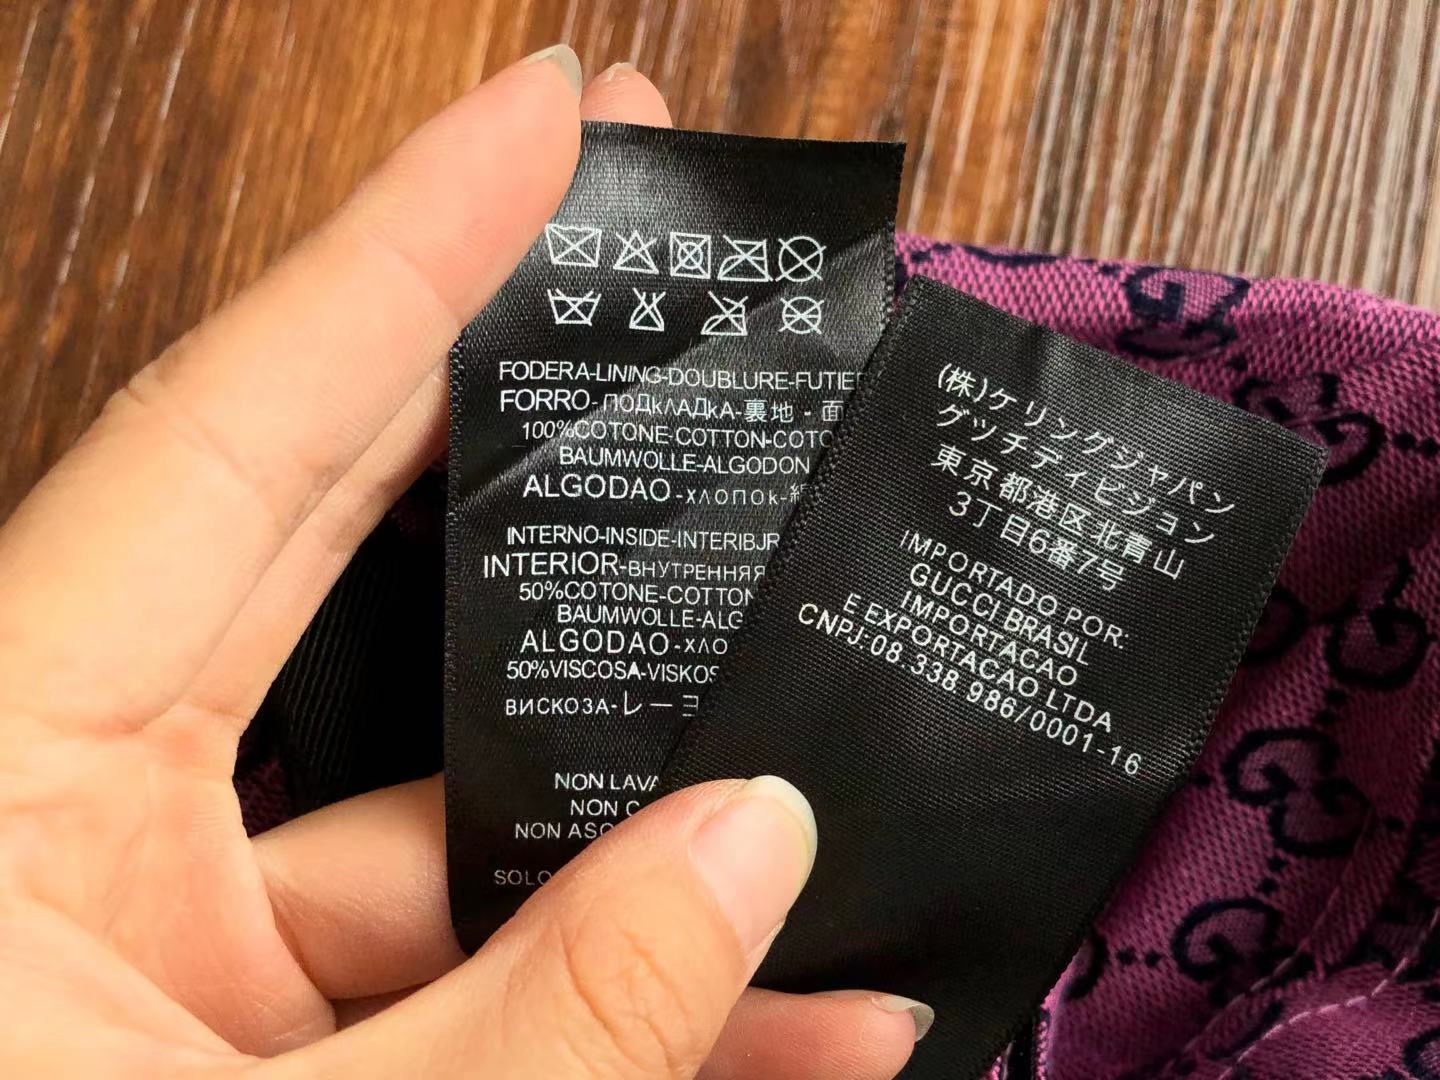 FODERA-LINING-DOUBLURE-FUTIE
FORRO-ПОДкЛАДкА-裏地・面
100%COTONE-COTTON-COTO
BAUMWOLLE-ALGODON
ALGODAO-хлопок-
INTERNO-INSIDE-INTERIBJR
INTERIOR-ВНУТРЕННЯЯ
50%COTONE-COTTON
BAUMWOLLE-ALG
ALGODAO-хло
50%VISCOSA-VISKOS
ВИСКОЗА-レーヨ
NON LAVA
NON C
NON ASC
SOLO
(株)ケリングジャパン
グッチディビジョン
東京都港区北青山
3丁目6番7号
IMPORTADO POR:
GUCCI BRASIL
IMPORTACAO
E EXPORTACAO LTDA
CNPJ:08.338.986/0001-16